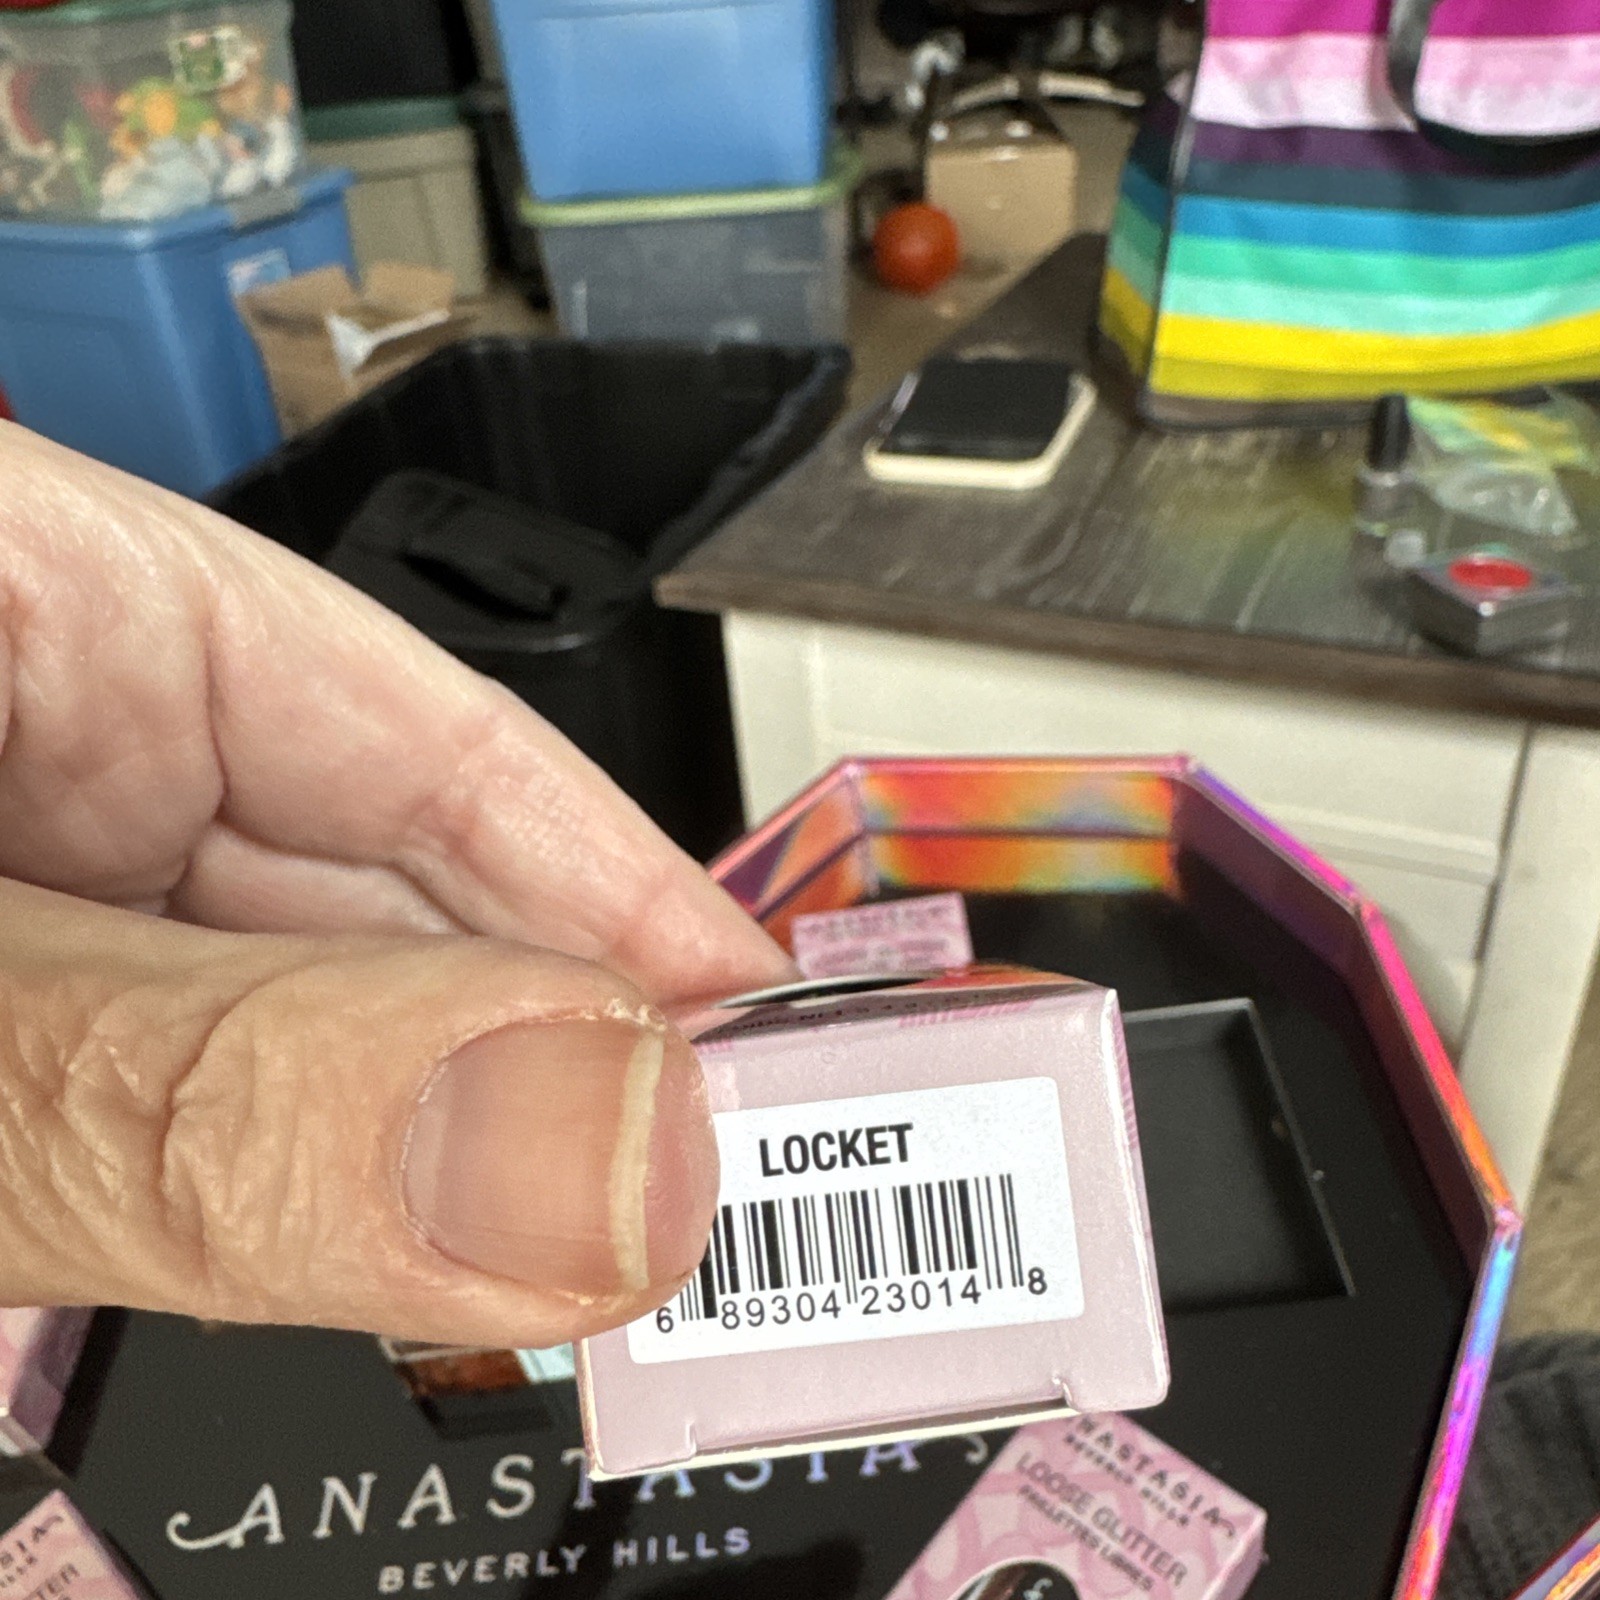 LOCKET
6 89304 23014 8
ANASTASIA
BEVERLY HILLS
ANASTASIA
BEVERLY HILLS
LOOSE GLITTER
PAILLETTES LIBRES